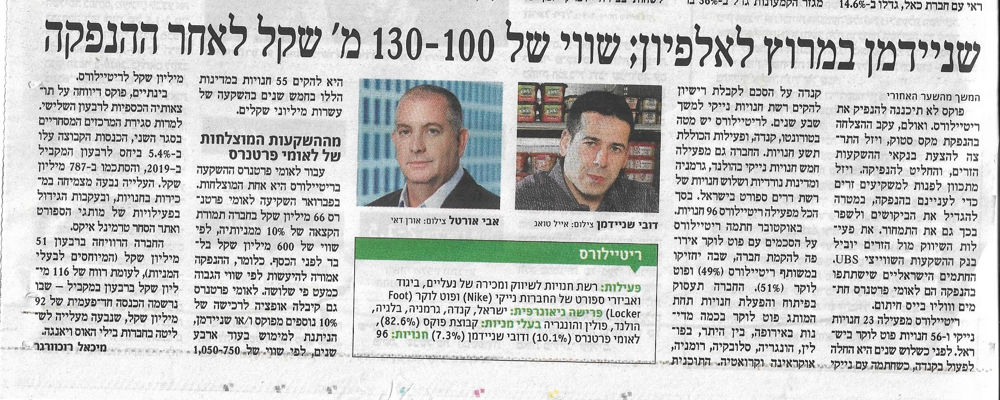 ראי עם חברת כאל, גדלו ב-14.6%
מגזר הקמעונות גדל ב-36%
שניידמן במרוץ לאלפיון; שווי של 130-100 מ׳ שקל לאחר ההנפקה
המשך מהשער האחורי
פוקס לא תיכננה להנפיק את
ריטיילורס. ואולם, עקב ההצלחה
בהנפקת מקס סטוק, ויזל התר־
צה להצעת בנקאי ההשקעות
הזרים, והחליט להנפיקה. ויזל
מתכוון לפנות למשקיעים זרים
כדי לעניינם בהנפקה, במטרה
להגדיל את הביקושים ולשפר
בכך גם את התמחור. את פעי־
לות השיווק מול הזרים יוביל
בנק ההשקעות השווייצי UBS.
החתמים הישראליים שישתתפו
בהנפקה הם לאומי פרטנרס חת־
מים וווליו בייס חיתום.
ריטיילורס מפעילה 23 חנויות
נייקי ו-56 חנויות פוט לוקר ביש־
ראל. לפני כשלוש שנים היא החלה
לפעול בקנדה, כשחתמה עם נייקי
קנדה על הסכם לקבלת רישיון
להקים רשת חנויות נייקי למשך
שבע שנים. לריטיילורס יש מטה
בטורונטו, קנדה, ופעילות הכוללת
תשע חנויות. החברה גם מפעילה
חמש חנויות נייקי בהולנד, גרמניה
ומדינות נורדיות ושלוש חנויות של
רשת דרים ספורט בישראל. בסך
הכל מפעילה ריטיילורס 96 חנויות.
באוקטובר חתמה ריטיילורס
על הסכמים עם פוט לוקר אירו־
פה להקמת חברה, שבה יחזיקו
במשותף ריטיילורס (49%) ופוט
לוקר (51%). החברה תעסוק
בפיתוח והפעלת חנויות תחת
המותג פוט לוקר בכמה מדי־
נות באירופה, בין היתר, בפו־
לין, הונגריה, סלובקיה, רומניה,
אוקראינה וקרואטיה. התוכנית
דובי שניידמן צילום: אייל טואג
אבי אורטל צילום: אורן דאי
ריטיילורס
פעילות: רשת חנויות לשיווק ומכירה של נעליים, ביגוד
ואביזרי ספורט של החברות נייקי (Nike) ופוט לוקר (Foot
Locker) פרישה גיאוגרפית: ישראל, קנדה, גרמניה, בלגיה,
הולנד, פולין והונגריה בעלי מניות: קבוצת פוקס (82.6%),
לאומי פרטנרס (10.1%) ודובי שניידמן (7.3%) חנויות: 96
היא להקים 55 חנויות במדינות
הללו בחמש שנים בהשקעה של
עשרות מיליוני שקלים.
מההשקעות המוצלחות
של לאומי פרטנרס
עבור לאומי פרטנרס ההשקעה
בריטיילורס היא אחת המוצלחות.
בפברואר השקיעה לאומי פרטנ־
רס 66 מיליון שקל בחברה תמורת
הקצאה של 10% ממניותיה, לפי
שווי של 600 מיליון שקל בל־
בד לפני הכסף. כלומר, ההנפקה
אמורה להיעשות לפי שווי הגבוה
כמעט פי שלושה. לאומי פרטנרס
גם קיבלה אופציה לרכישה של
10% נוספים מפוקס ו/או שניידמן,
הניתנת למימוש בעוד ארבע
שנים, לפי שווי של 1,050-750
מיליון שקל לריטיילורס.
בינתיים, פוקס דיווחה על תו־
צאותיה הכספיות לרבעון השלישי.
למרות סגירת המרכזים המסחריים
בסגר השני, הכנסות הקבוצה עלו
ב-5.4% ביחס לרבעון המקביל
ב-2019, והסתכמו ב-787 מיליון
שקל. העלייה נבעה מצמיחה במ־
כירות בחנויות, ובעקבות הגידול
בפעילויות של מותגי הספורט
ואתר הסחר טרמינל איקס.
החברה הרוויחה ברבעון 51
מיליון שקל (המיוחסים לבעלי
המניות), לעומת רווח של 116 מי־
ליון שקל ברבעון במקביל – שבו
נרשמה הכנסה חד־פעמית של 92
מיליון שקל, שנבעה מעלייה לש־
ליטה בחברות בילי האוס ויאנגה.
מיכאל רוכוורגר